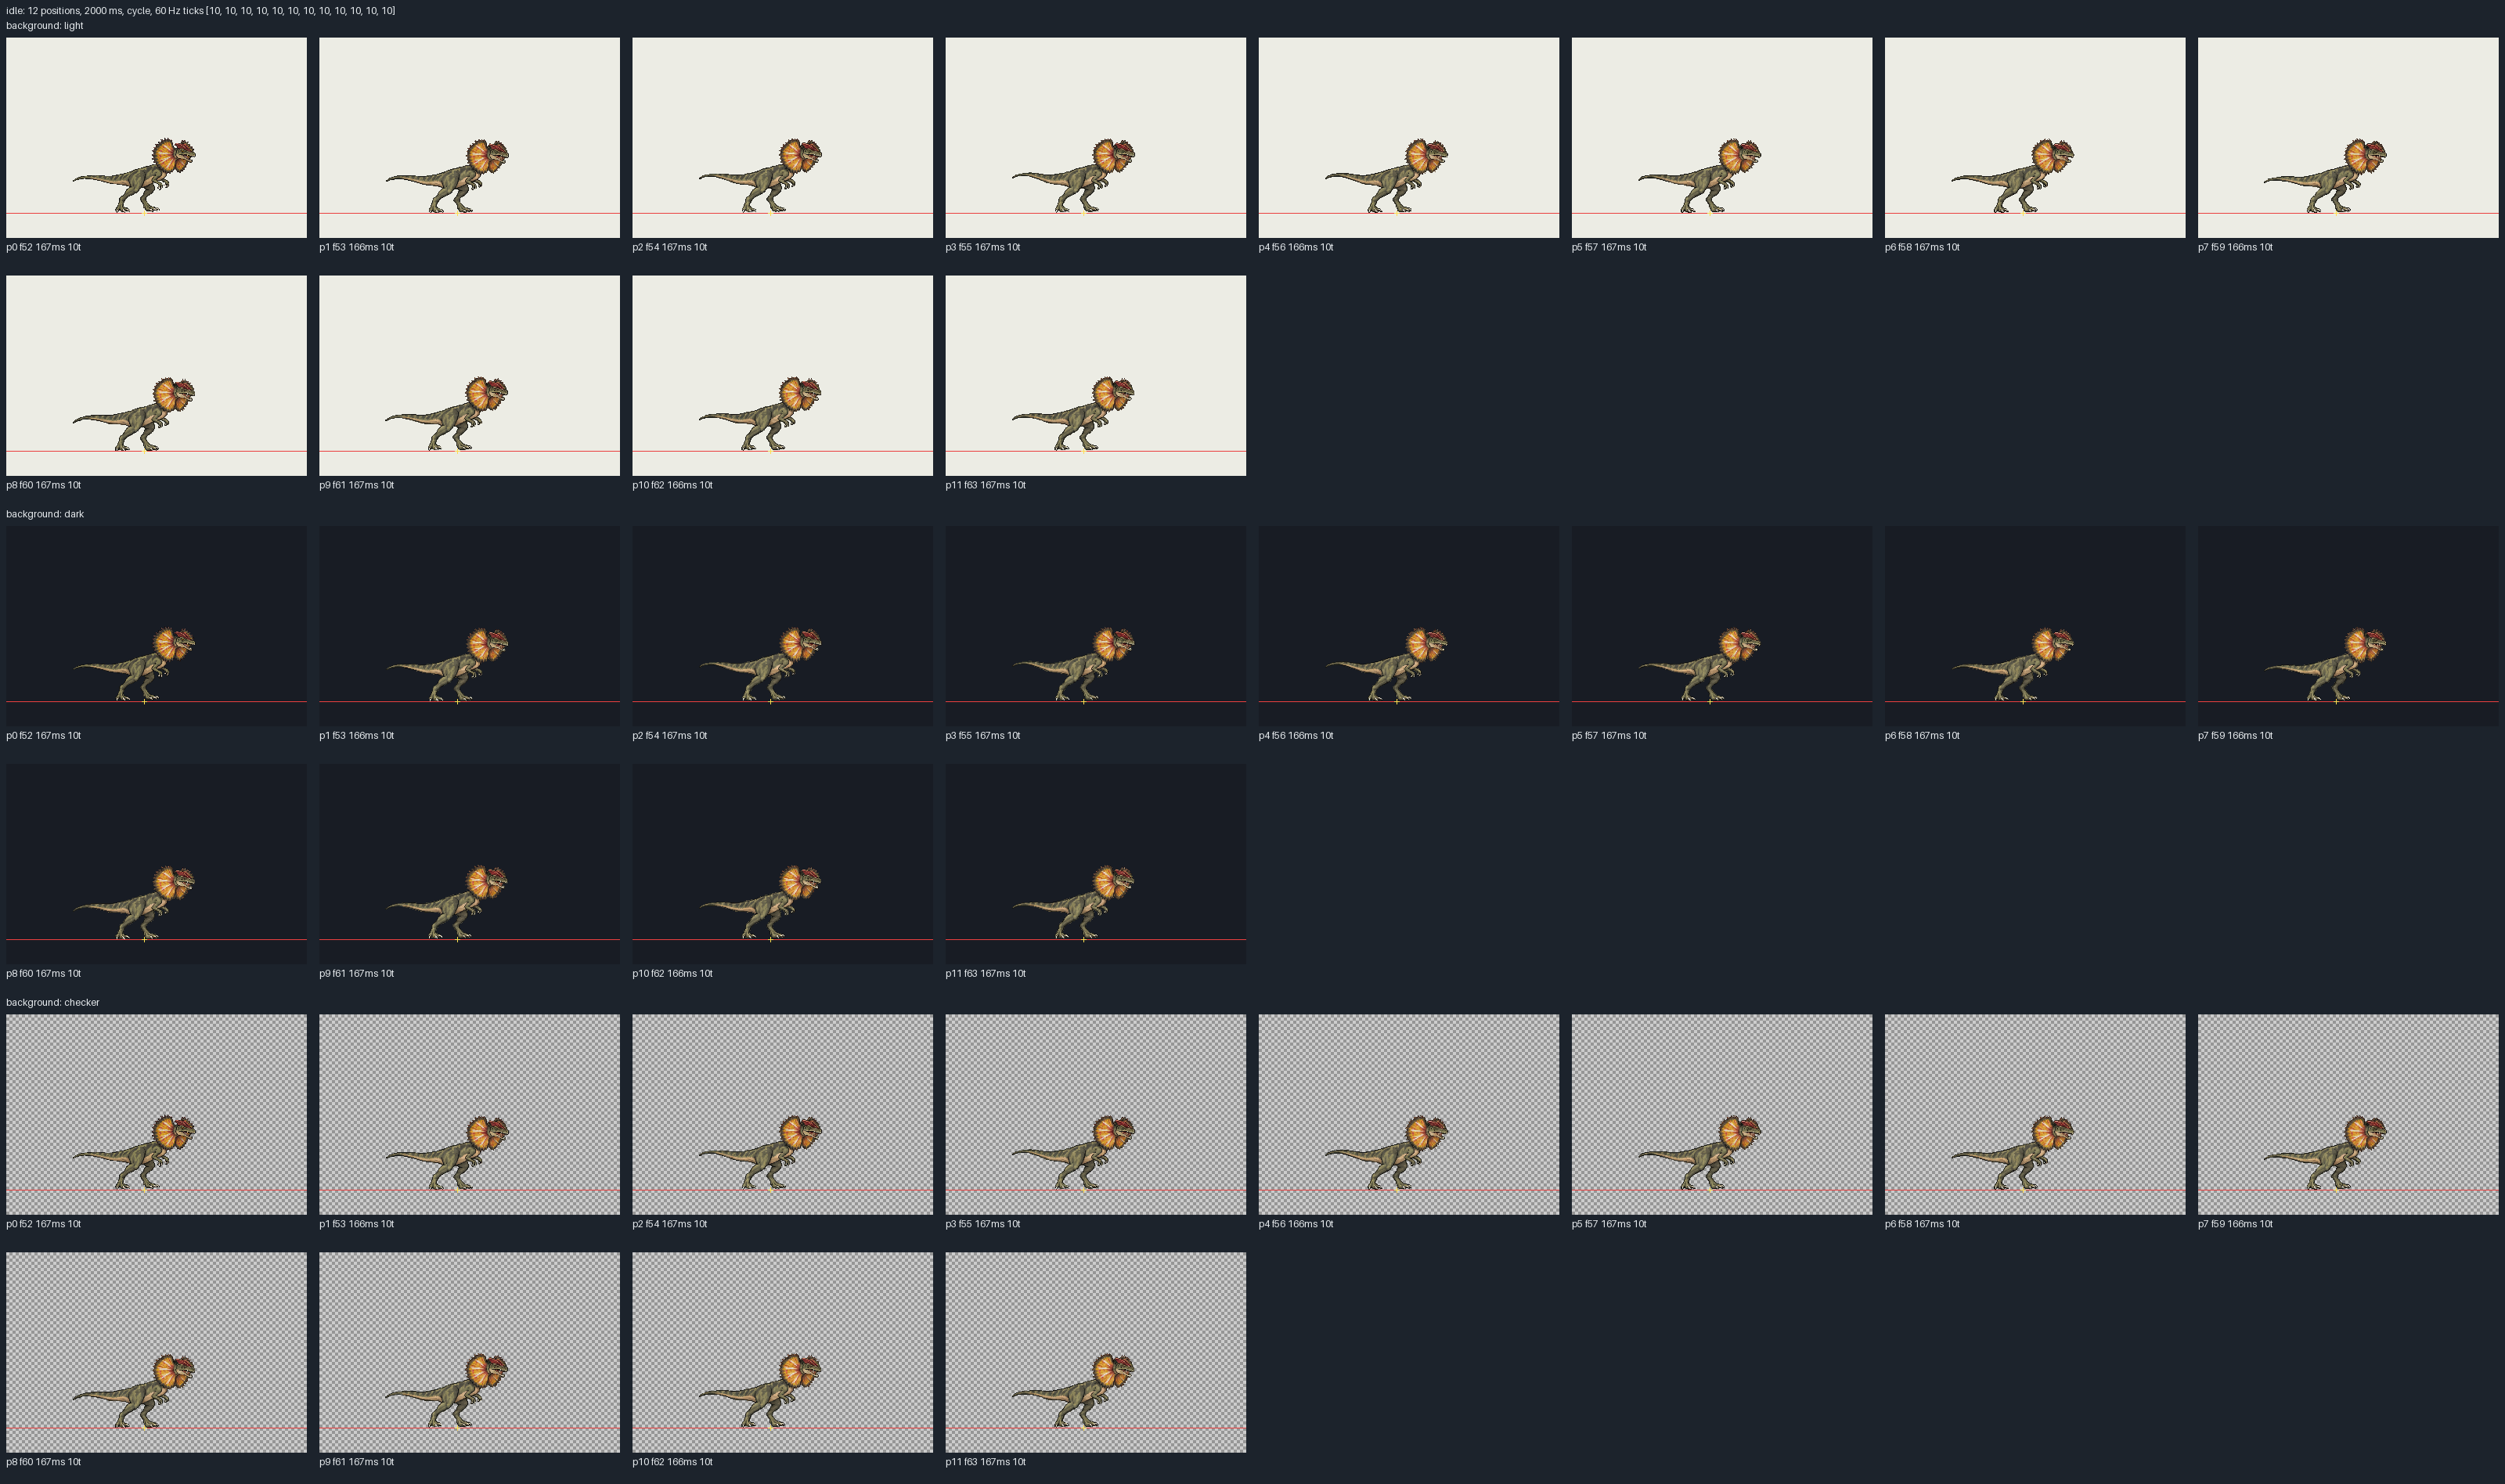 idle: 12 positions, 2000 ms, cycle, 60 Hz ticks [10, 10, 10, 10, 10, 10, 10, 10, 10, 10, 10, 10]
background: light
p0 f52 167ms 10t
p1 f53 166ms 10t
p2 f54 167ms 10t
p3 f55 167ms 10t
p4 f56 166ms 10t
p5 f57 167ms 10t
p6 f58 167ms 10t
p7 f59 166ms 10t
p8 f60 167ms 10t
p9 f61 167ms 10t
p10 f62 166ms 10t
p11 f63 167ms 10t
background: dark
p0 f52 167ms 10t
p1 f53 166ms 10t
p2 f54 167ms 10t
p3 f55 167ms 10t
p4 f56 166ms 10t
p5 f57 167ms 10t
p6 f58 167ms 10t
p7 f59 166ms 10t
p8 f60 167ms 10t
p9 f61 167ms 10t
p10 f62 166ms 10t
p11 f63 167ms 10t
background: checker
p0 f52 167ms 10t
p1 f53 166ms 10t
p2 f54 167ms 10t
p3 f55 167ms 10t
p4 f56 166ms 10t
p5 f57 167ms 10t
p6 f58 167ms 10t
p7 f59 166ms 10t
p8 f60 167ms 10t
p9 f61 167ms 10t
p10 f62 166ms 10t
p11 f63 167ms 10t